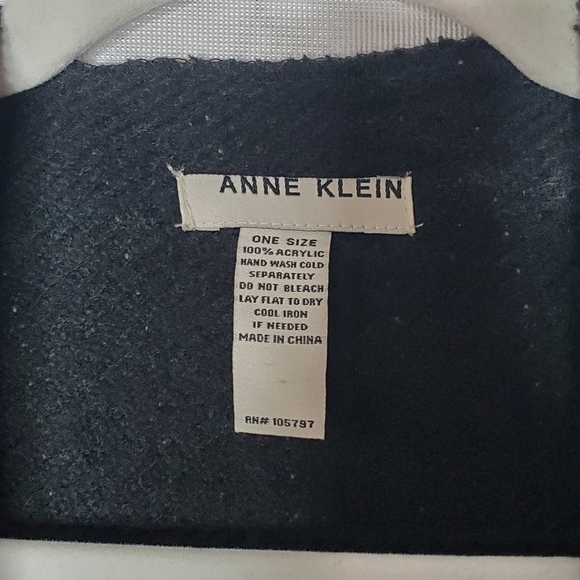 ANNE KLEIN
ONE SIZE
100% ACRYLIC
HAND WASH COLD
SEPARATELY
DO NOT BLEACH
LAY FLAT TO DRY
COOL IRON
IF NEEDED
MADE IN CHINA
RN# 105797